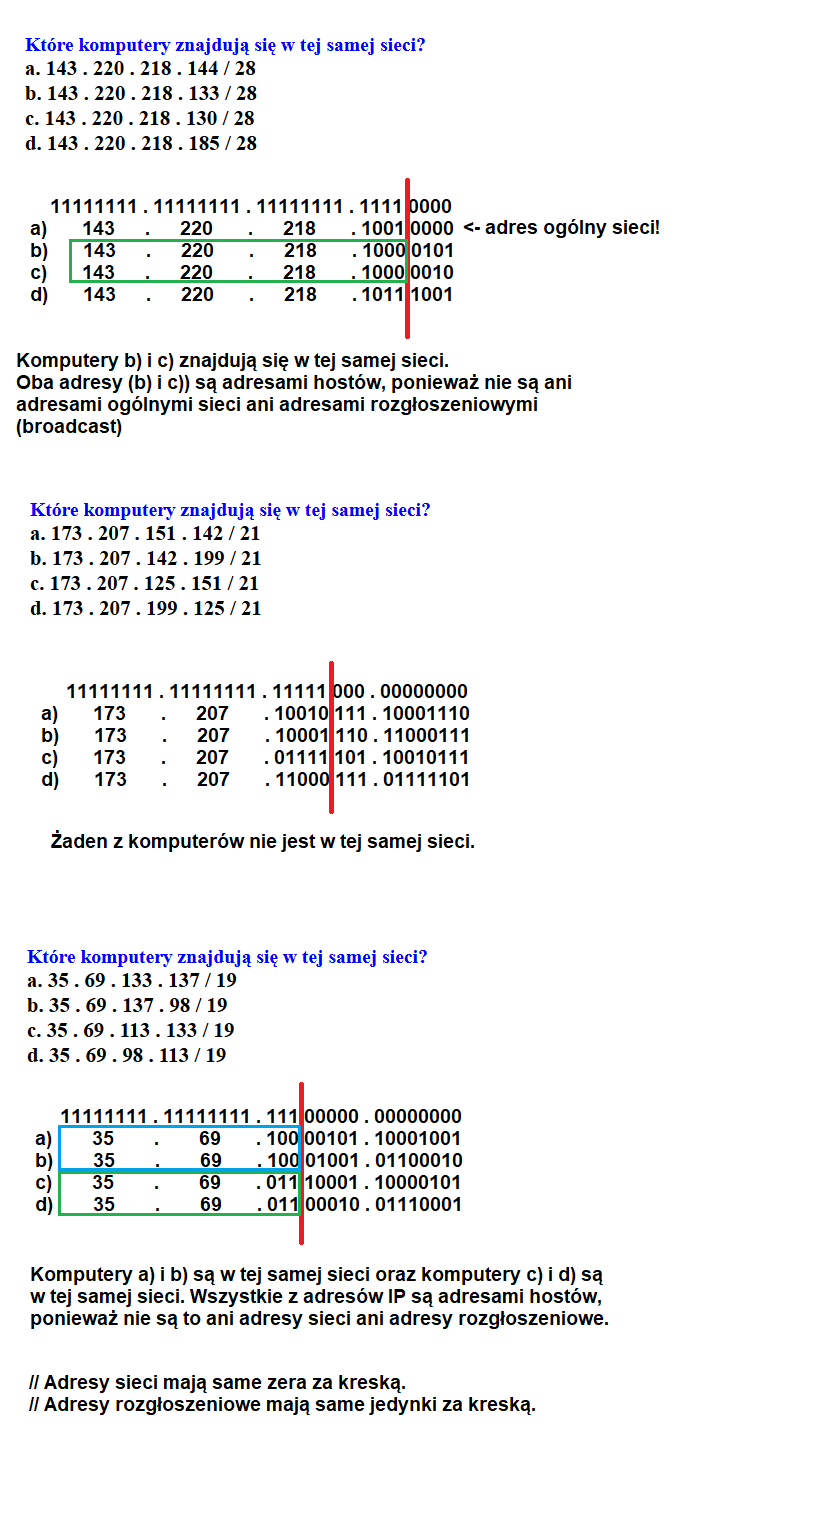 Które komputery znajdują się w tej samej sieci?
a. 143 . 220 . 218 . 144 / 28
b. 143 . 220 . 218 . 133 / 28
c. 143 . 220 . 218 . 130 / 28
d. 143 . 220 . 218 . 185 / 28
11111111 . 11111111 . 11111111 . 1111 0000
a) 143 . 220 . 218 . 1001 0000 <- adres ogólny sieci!
b) 143 . 220 . 218 . 1000 0101
c) 143 . 220 . 218 . 1000 0010
d) 143 . 220 . 218 . 1011 1001
Komputery b) i c) znajdują się w tej samej sieci.
Oba adresy (b) i c)) są adresami hostów, ponieważ nie są ani
adresami ogólnymi sieci ani adresami rozgłoszeniowymi
(broadcast)
Które komputery znajdują się w tej samej sieci?
a. 173 . 207 . 151 . 142 / 21
b. 173 . 207 . 142 . 199 / 21
c. 173 . 207 . 125 . 151 / 21
d. 173 . 207 . 199 . 125 / 21
11111111 . 11111111 . 11111 000 . 00000000
a) 173 . 207 . 10010 111 . 10001110
b) 173 . 207 . 10001 110 . 11000111
c) 173 . 207 . 01111 101 . 10010111
d) 173 . 207 . 11000 111 . 01111101
Żaden z komputerów nie jest w tej samej sieci.
Które komputery znajdują się w tej samej sieci?
a. 35 . 69 . 133 . 137 / 19
b. 35 . 69 . 137 . 98 / 19
c. 35 . 69 . 113 . 133 / 19
d. 35 . 69 . 98 . 113 / 19
11111111 . 11111111 . 111 00000 . 00000000
a) 35 . 69 . 100 00101 . 10001001
b) 35 . 69 . 100 01001 . 01100010
c) 35 . 69 . 011 10001 . 10000101
d) 35 . 69 . 011 00010 . 01110001
Komputery a) i b) są w tej samej sieci oraz komputery c) i d) są
w tej samej sieci. Wszystkie z adresów IP są adresami hostów,
ponieważ nie są to ani adresy sieci ani adresy rozgłoszeniowe.
// Adresy sieci mają same zera za kreską.
// Adresy rozgłoszeniowe mają same jedynki za kreską.